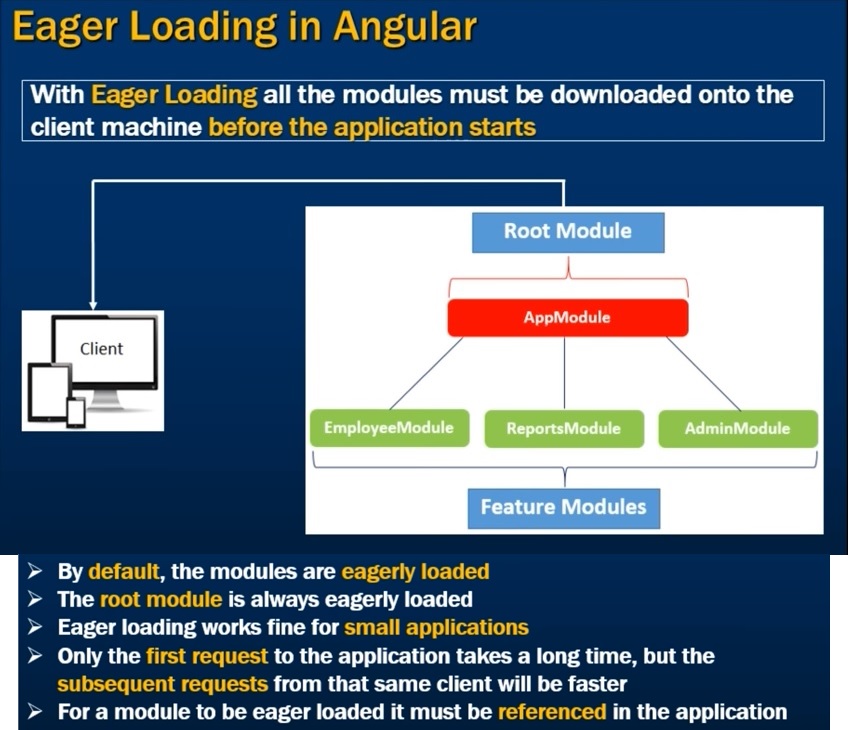 Eager Loading in Angular
With Eager Loading all the modules must be downloaded onto the
client machine before the application starts
Root Module
AppModule
Client
EmployeeModule
ReportsModule
AdminModule
Feature Modules
➢ By default, the modules are eagerly loaded
➢ The root module is always eagerly loaded
➢ Eager loading works fine for small applications
➢ Only the first request to the application takes a long time, but the
subsequent requests from that same client will be faster
➢ For a module to be eager loaded it must be referenced in the application